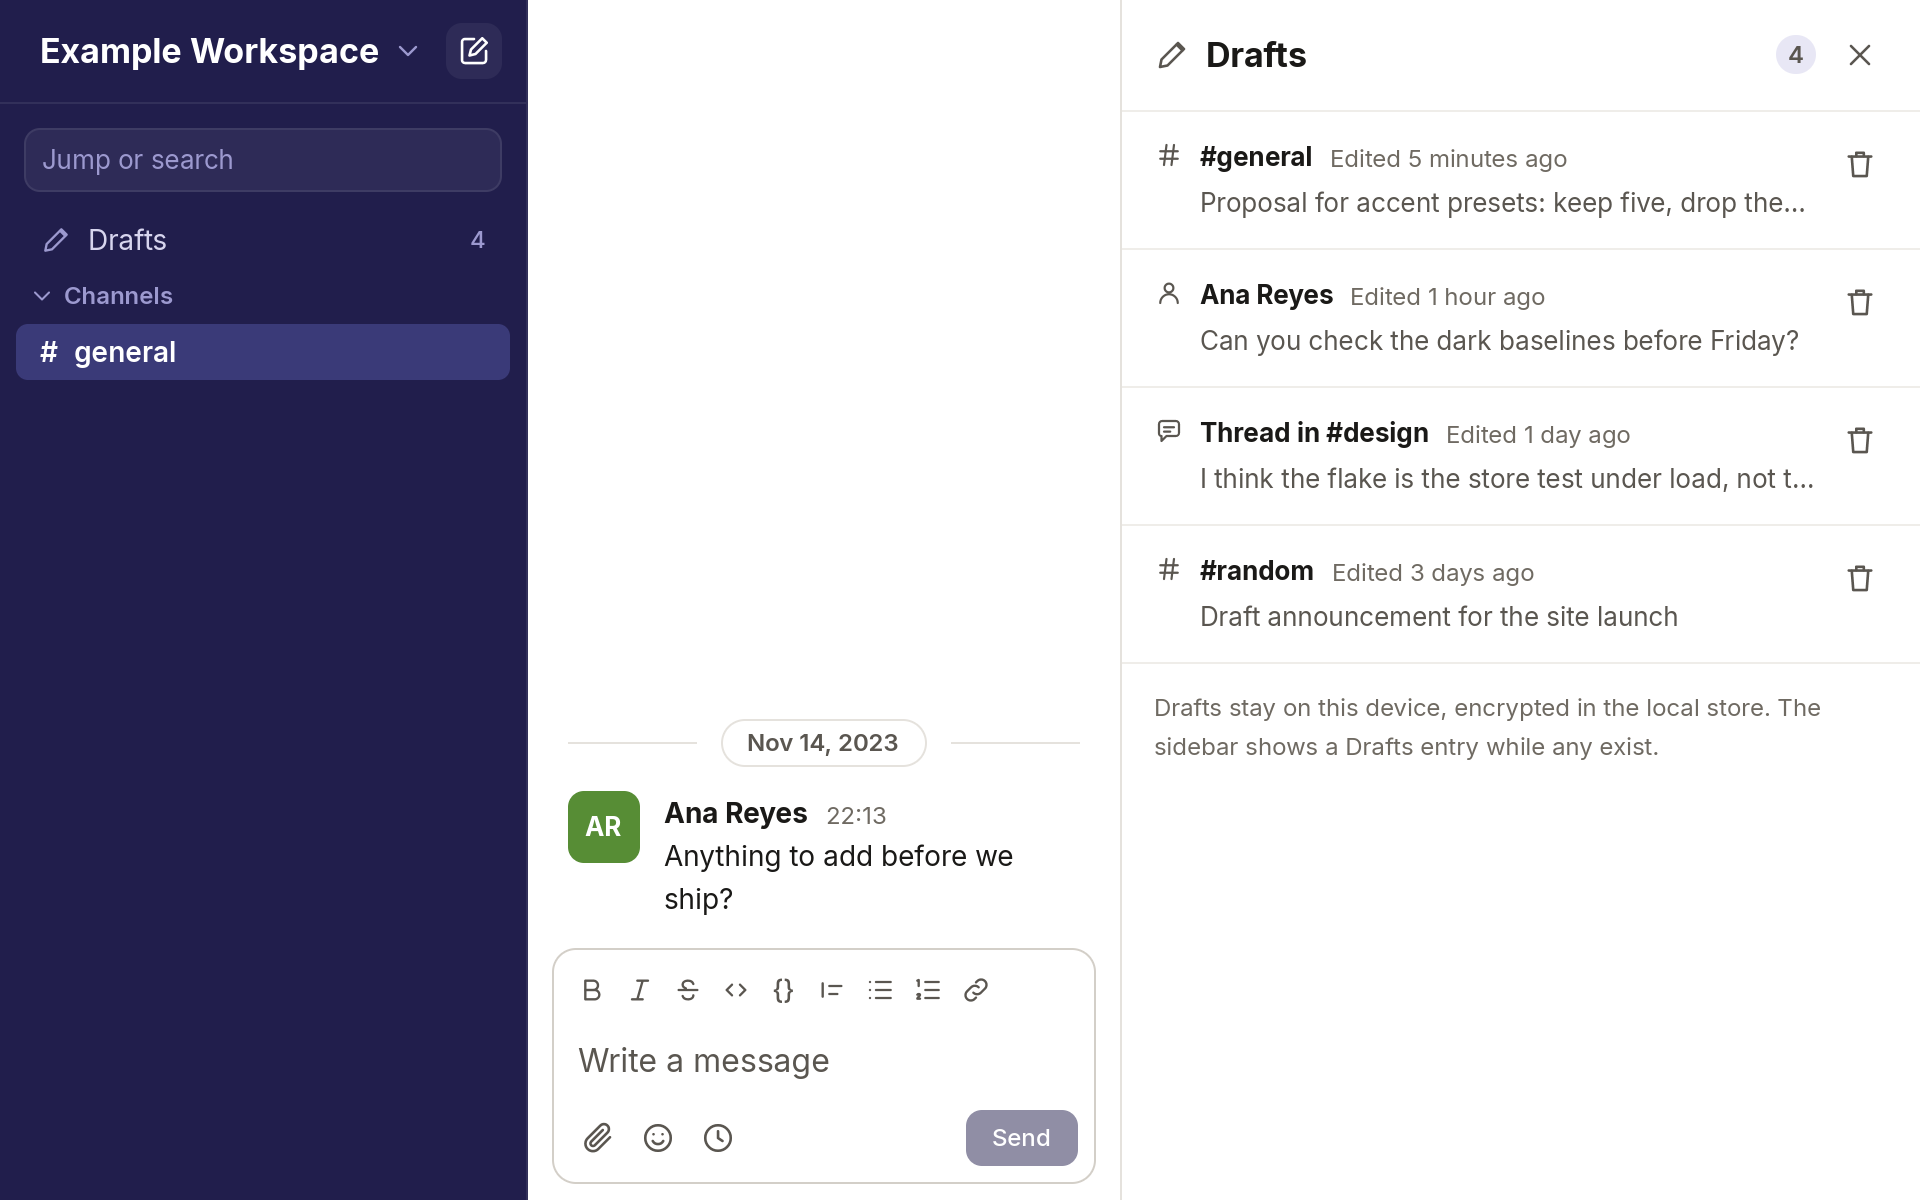 Example Workspace
Jump or search
Drafts 4
Channels
# general
Nov 14, 2023
AR
Ana Reyes 22:13
Anything to add before we
ship?
Write a message
Send
Drafts 4
#general Edited 5 minutes ago
Proposal for accent presets: keep five, drop the...
Ana Reyes Edited 1 hour ago
Can you check the dark baselines before Friday?
Thread in #design Edited 1 day ago
I think the flake is the store test under load, not t...
#random Edited 3 days ago
Draft announcement for the site launch
Drafts stay on this device, encrypted in the local store. The
sidebar shows a Drafts entry while any exist.